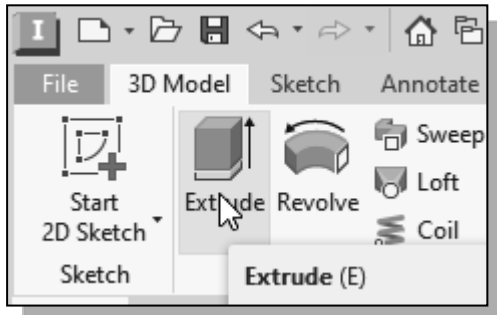 I
File 3D Model Sketch Annotate
Start
2D Sketch
Extrude
Revolve
Sweep
Loft
Coil
Sketch
Extrude (E)